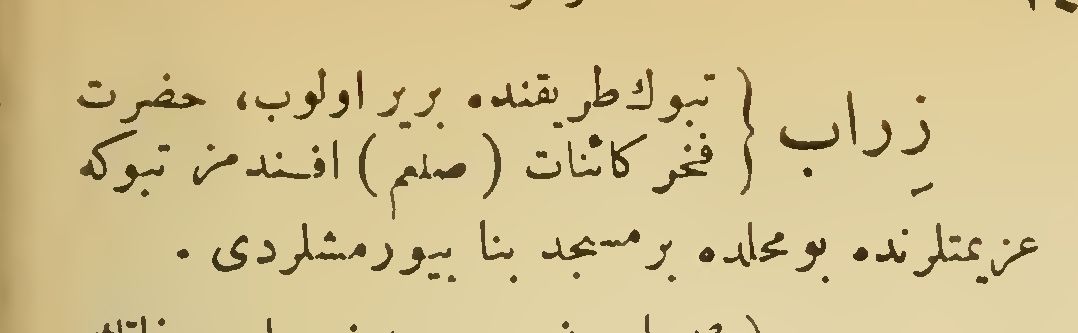 زِراب { تبوك طريقنده بر ير اولوب، حضرت
فخر كائنات (صلعم) افندمز تبوكه
عزيمتلرنده بو محلده بر مسجد بنا بيورمشلردى .